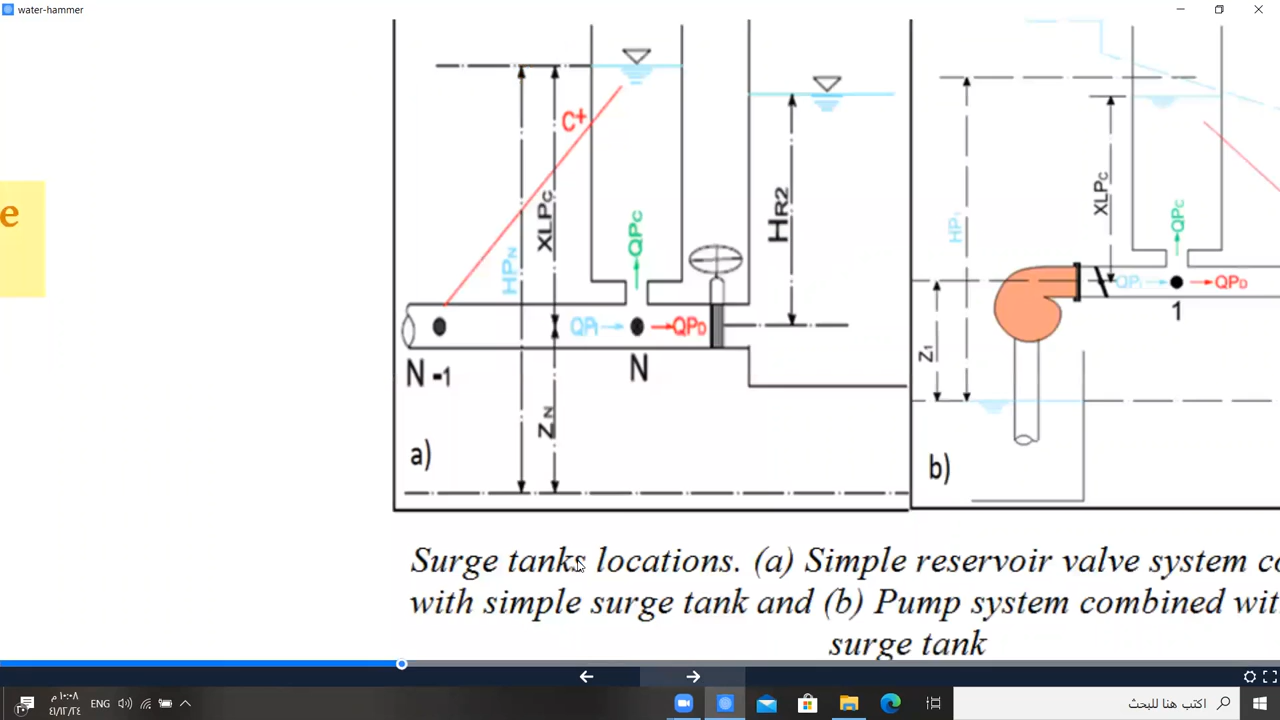 water-hammer
e
C+
XLPC
HPN
QPC
HR2
QPI
QPD
N -1
N
ZN
a)
XLPC
HP1
QPC
QPI
QPD
1
Z1
b)
Surge tanks locations. (a) Simple reservoir valve system co
with simple surge tank and (b) Pump system combined wit
surge tank
ENG
اكتب هنا للبحث